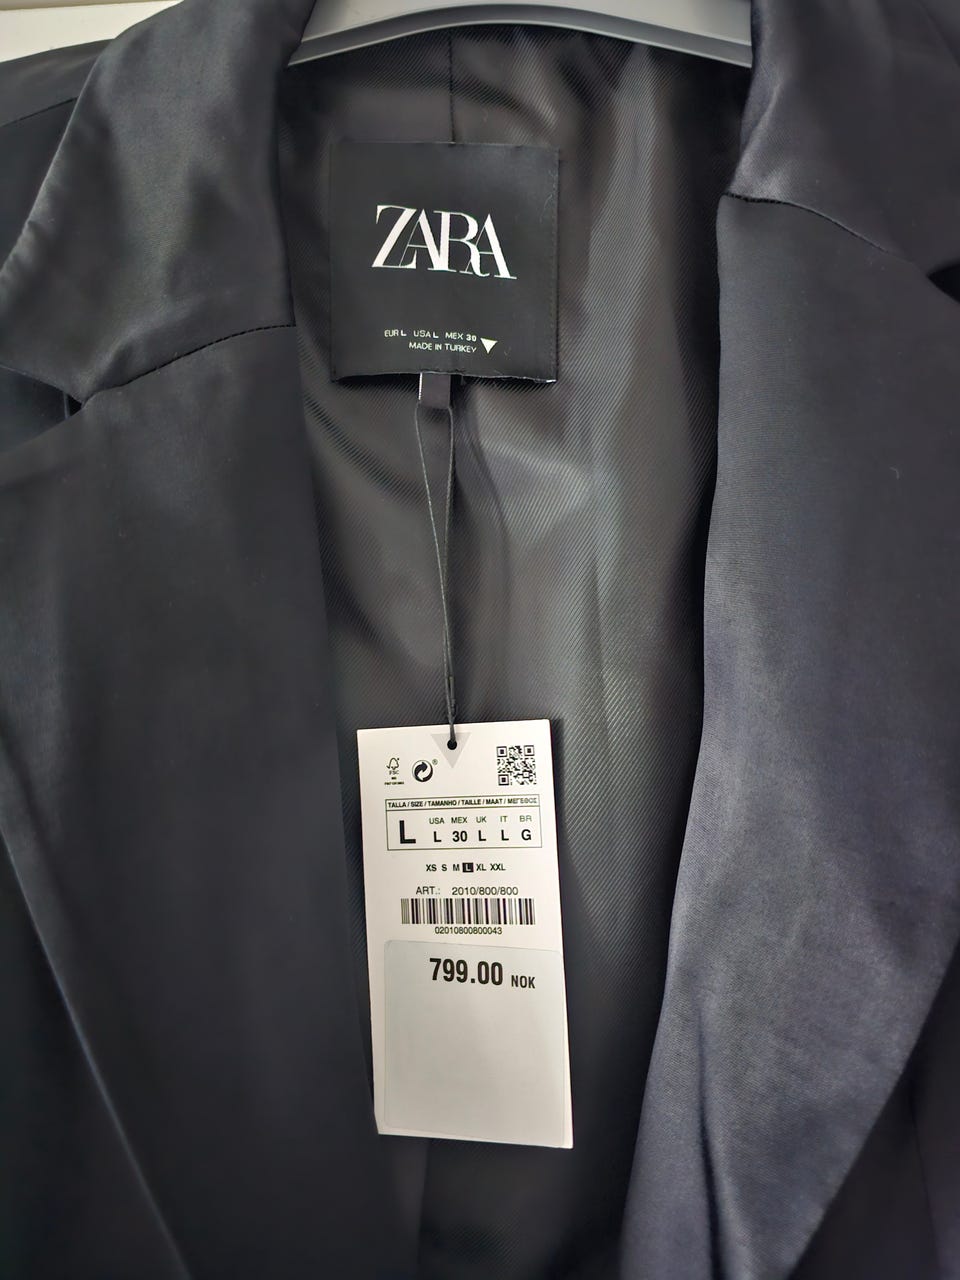 ZARA
EUR L USA L MEX 30
MADE IN TURKEY
FSC
TALLA / SIZE / TAMANHO / TAILLE / MAAT / ΜΕΓΕΘΟΣ
USA MEX UK IT BR
L L 30 L L G
XS S M L XL XXL
ART.: 2010/800/800
02010800800043
799.00 NOK